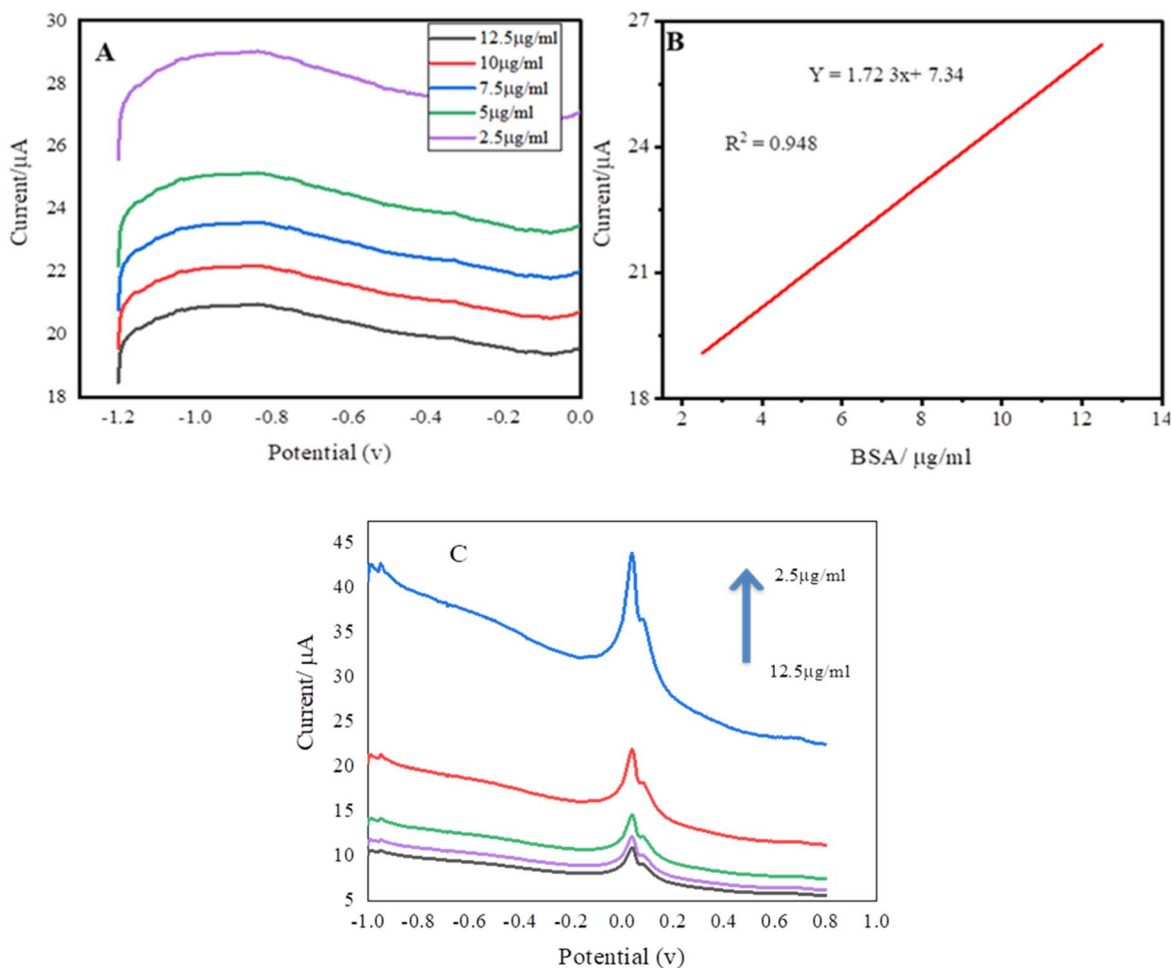 A
12.5μg/ml
10μg/ml
7.5μg/ml
5μg/ml
2.5μg/ml
30
28
26
24
22
20
18
Current/μA
-1.2
-1.0
-0.8
-0.6
-0.4
-0.2
0.0
Potential (v)
B
Y = 1.72 3x+ 7.34
R² = 0.948
27
24
21
18
Current/μA
2
4
6
8
10
12
14
BSA/ μg/ml
C
2.5μg/ml
12.5μg/ml
45
40
35
30
25
20
15
10
5
Current/ μA
-1.0
-0.8
-0.6
-0.4
-0.2
0.0
0.2
0.4
0.6
0.8
1.0
Potential (v)